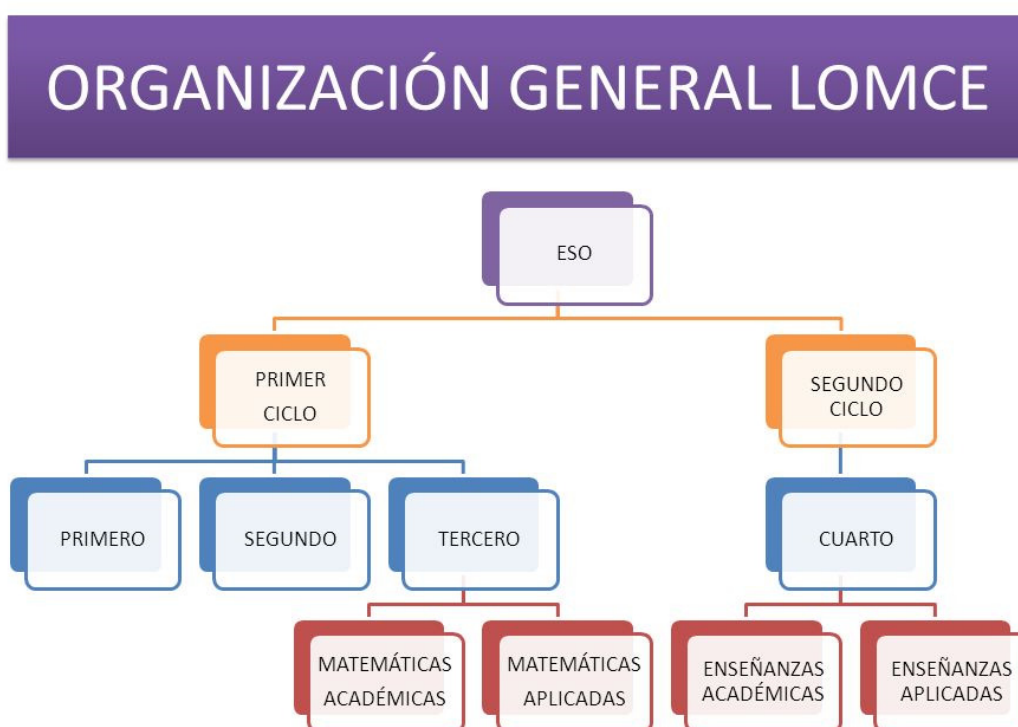 ORGANIZACIÓN GENERAL LOMCE
ESO
PRIMER
CICLO
SEGUNDO
CICLO
PRIMERO
SEGUNDO
TERCERO
CUARTO
MATEMÁTICAS
ACADÉMICAS
MATEMÁTICAS
APLICADAS
ENSEÑANZAS
ACADÉMICAS
ENSEÑANZAS
APLICADAS